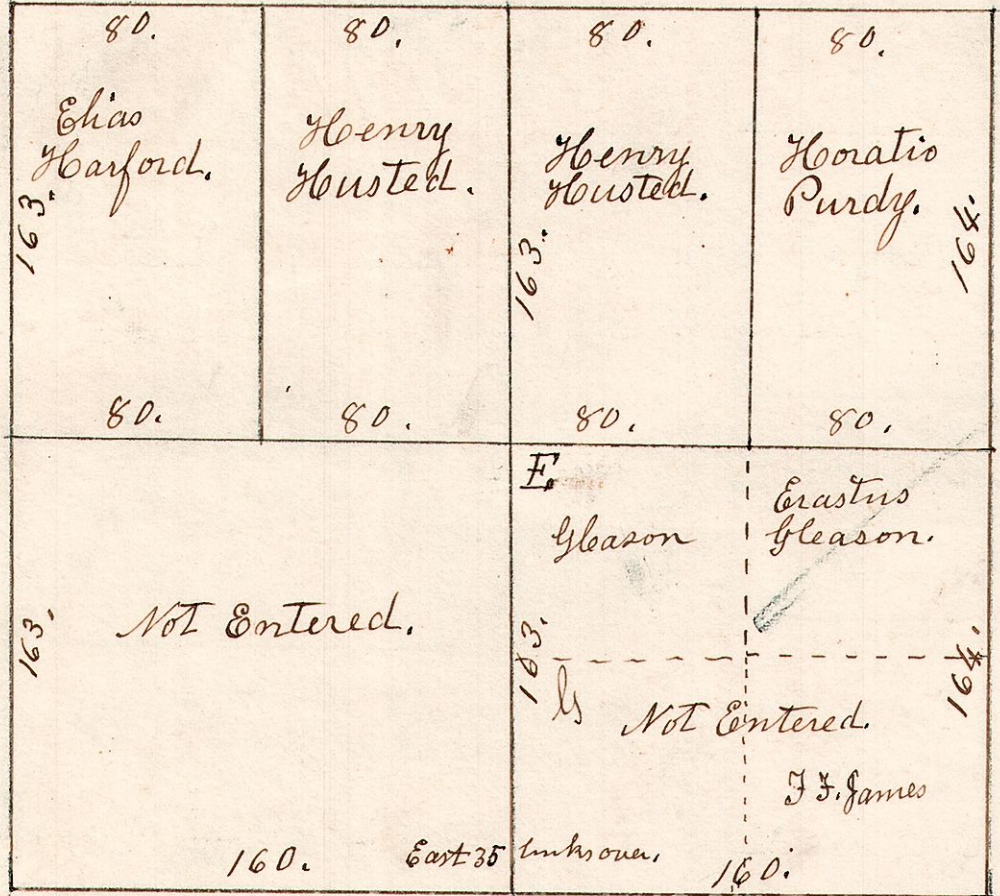 80.
80.
80.
80.
Elias
Harford.
Henry
Husted.
Henry
Husted.
Horatio
Purdy.
163.
163.
164.
80.
80.
80.
80.
E.
Gleason
Erastus
Gleason.
Not Entered.
163.
163.
164.
G
Not Entered.
F F. James
160.
East 35 links over.
160.